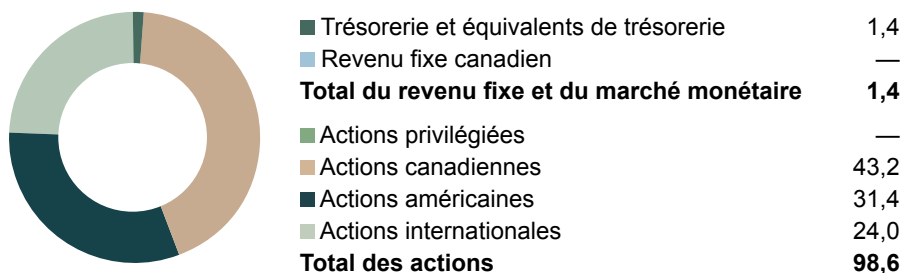 Trésorerie et équivalents de trésorerie 1,4
Revenu fixe canadien —
Total du revenu fixe et du marché monétaire 1,4
Actions privilégiées —
Actions canadiennes 43,2
Actions américaines 31,4
Actions internationales 24,0
Total des actions 98,6